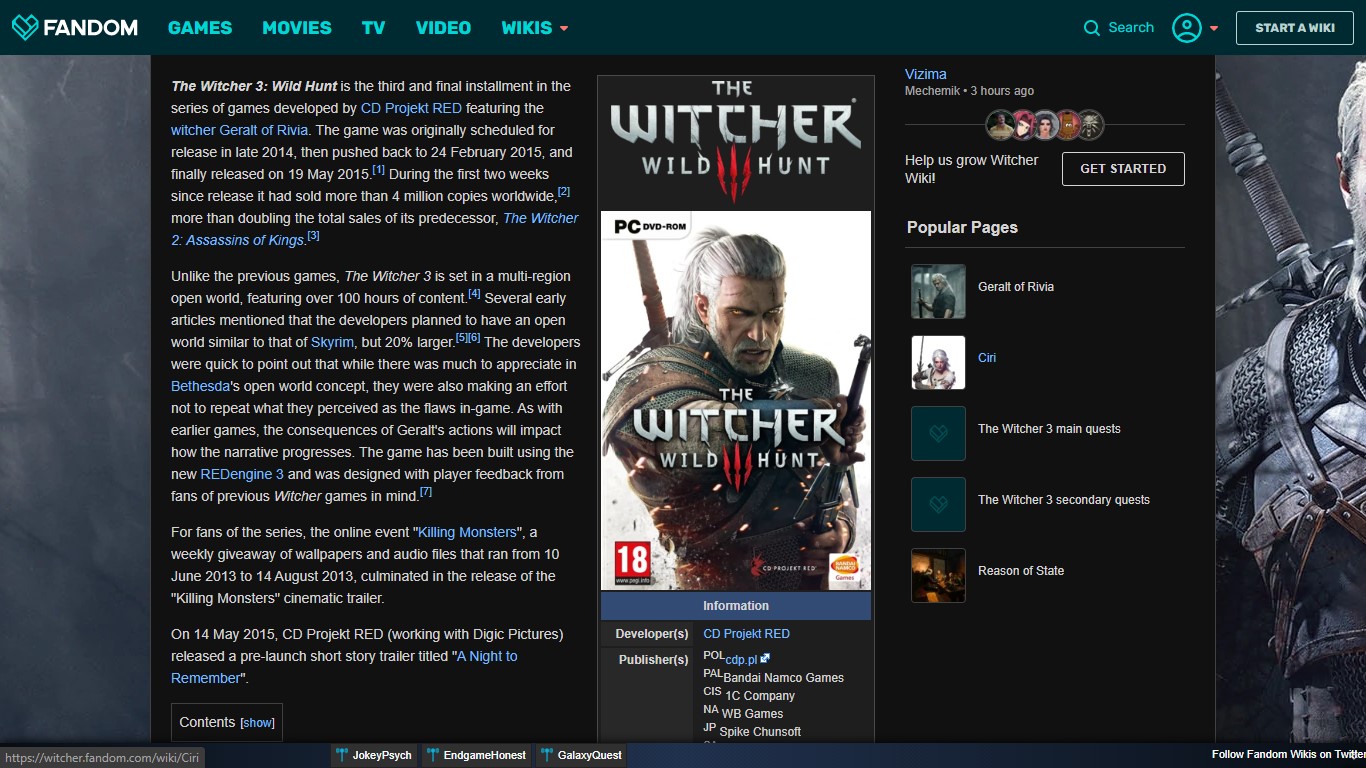 FANDOM
GAMES
MOVIES
TV
VIDEO
WIKIS
Search
START A WIKI
The Witcher 3: Wild Hunt is the third and final installment in the
series of games developed by CD Projekt RED featuring the
witcher Geralt of Rivia. The game was originally scheduled for
release in late 2014, then pushed back to 24 February 2015, and
finally released on 19 May 2015.[1] During the first two weeks
since release it had sold more than 4 million copies worldwide,[2]
more than doubling the total sales of its predecessor, The Witcher
2: Assassins of Kings.[3]
Unlike the previous games, The Witcher 3 is set in a multi-region
open world, featuring over 100 hours of content.[4] Several early
articles mentioned that the developers planned to have an open
world similar to that of Skyrim, but 20% larger.[5][6] The developers
were quick to point out that while there was much to appreciate in
Bethesda's open world concept, they were also making an effort
not to repeat what they perceived as the flaws in-game. As with
earlier games, the consequences of Geralt's actions will impact
how the narrative progresses. The game has been built using the
new REDengine 3 and was designed with player feedback from
fans of previous Witcher games in mind.[7]
For fans of the series, the online event "Killing Monsters", a
weekly giveaway of wallpapers and audio files that ran from 10
June 2013 to 14 August 2013, culminated in the release of the
"Killing Monsters" cinematic trailer.
On 14 May 2015, CD Projekt RED (working with Digic Pictures)
released a pre-launch short story trailer titled "A Night to
Remember".
Contents [show]
THE
WITCHER
WILD HUNT
PC DVD-ROM
THE
WITCHER
WILD HUNT
18
www.pegi.info
CD PROJEKT RED
BANDAI
NAMCO
Games
Information
Developer(s) CD Projekt RED
Publisher(s) POL cdp.pl
PAL Bandai Namco Games
CIS 1C Company
NA WB Games
JP Spike Chunsoft
Vizima
Mechemik • 3 hours ago
Help us grow Witcher
Wiki!
GET STARTED
Popular Pages
Geralt of Rivia
Ciri
The Witcher 3 main quests
The Witcher 3 secondary quests
Reason of State
https://witcher.fandom.com/wiki/Ciri
JokeyPsych
EndgameHonest
GalaxyQuest
Follow Fandom Wikis on Twitter